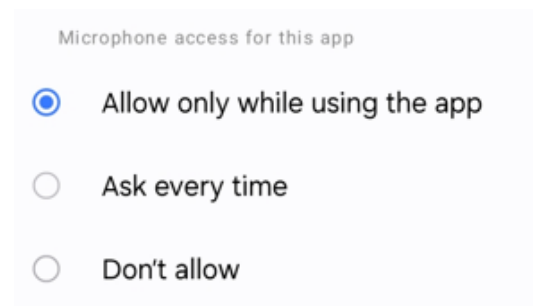 Microphone access for this app
Allow only while using the app
Ask every time
Don't allow